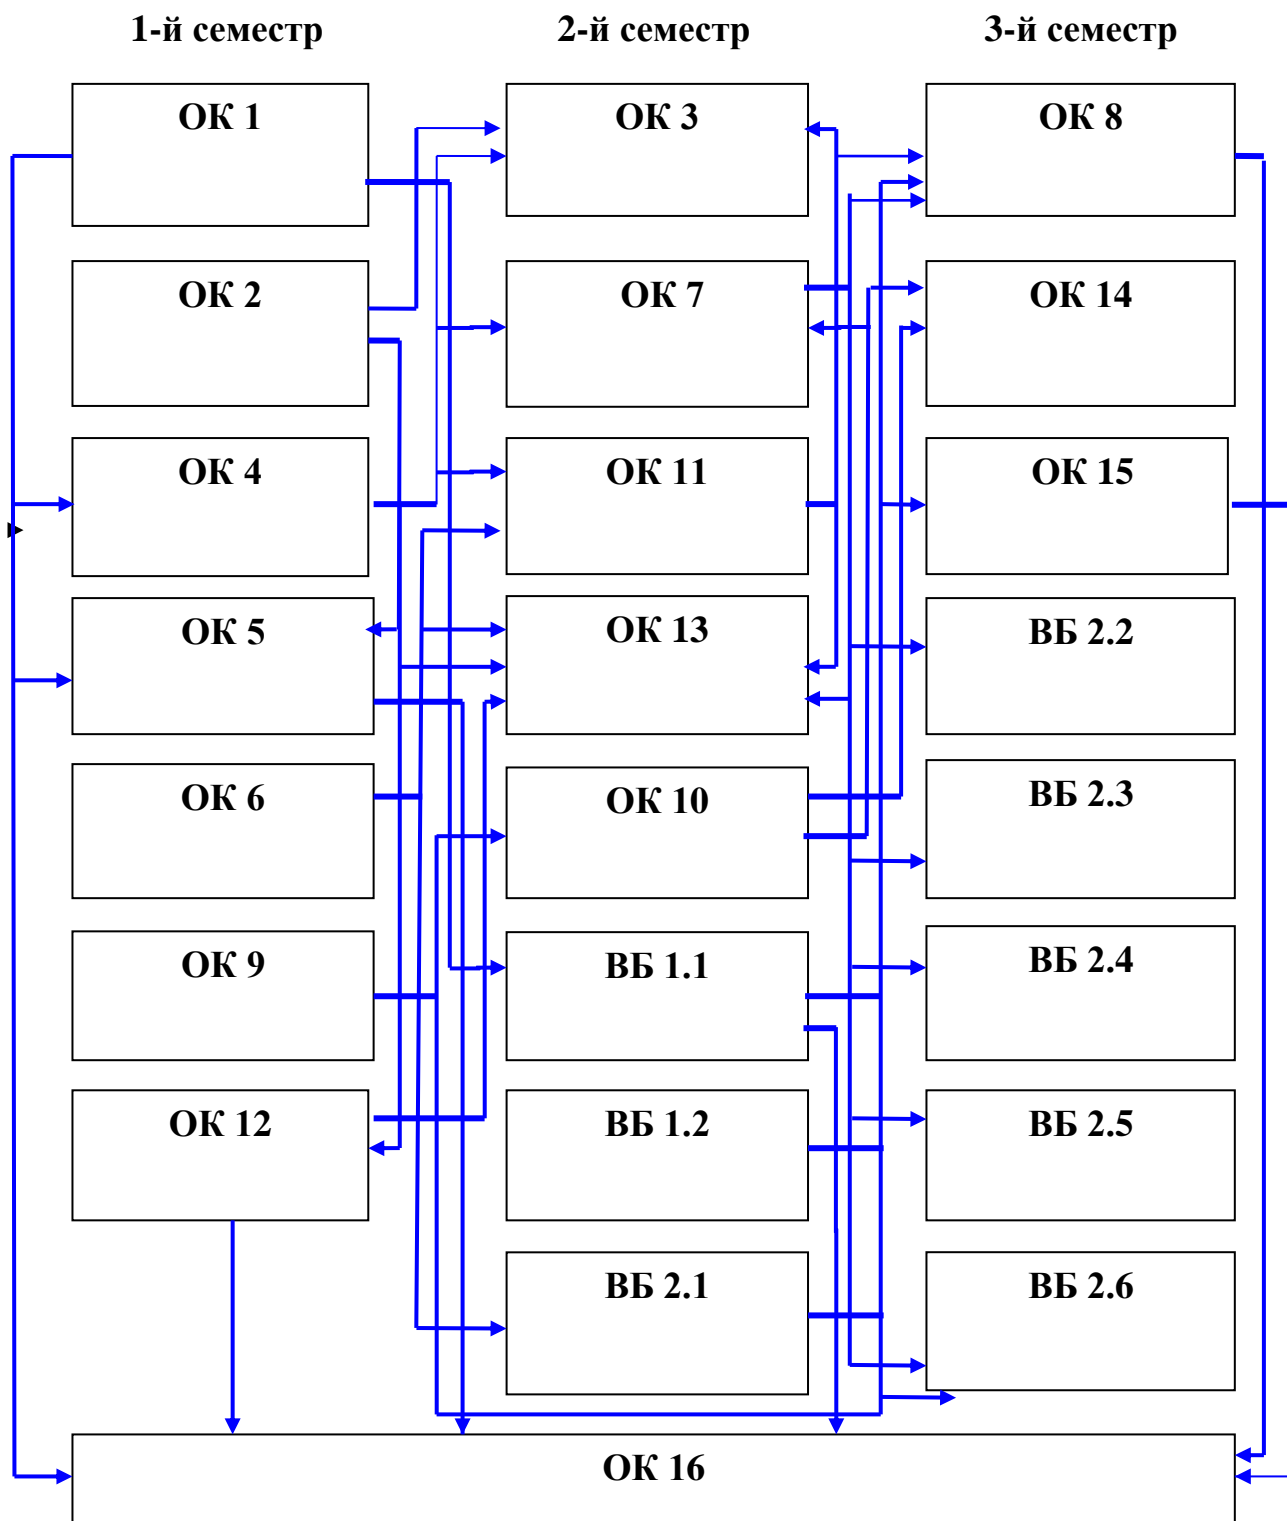 1-й семестр 2-й семестр 3-й семестр
ОК 1 ОК 3 ОК 8
ОК 2 ОК 7 ОК 14
ОК 4 ОК 11 ОК 15
ОК 5 ОК 13 ВБ 2.2
ОК 6 ОК 10 ВБ 2.3
ОК 9 ВБ 1.1 ВБ 2.4
ОК 12 ВБ 1.2 ВБ 2.5
ВБ 2.1 ВБ 2.6
ОК 16